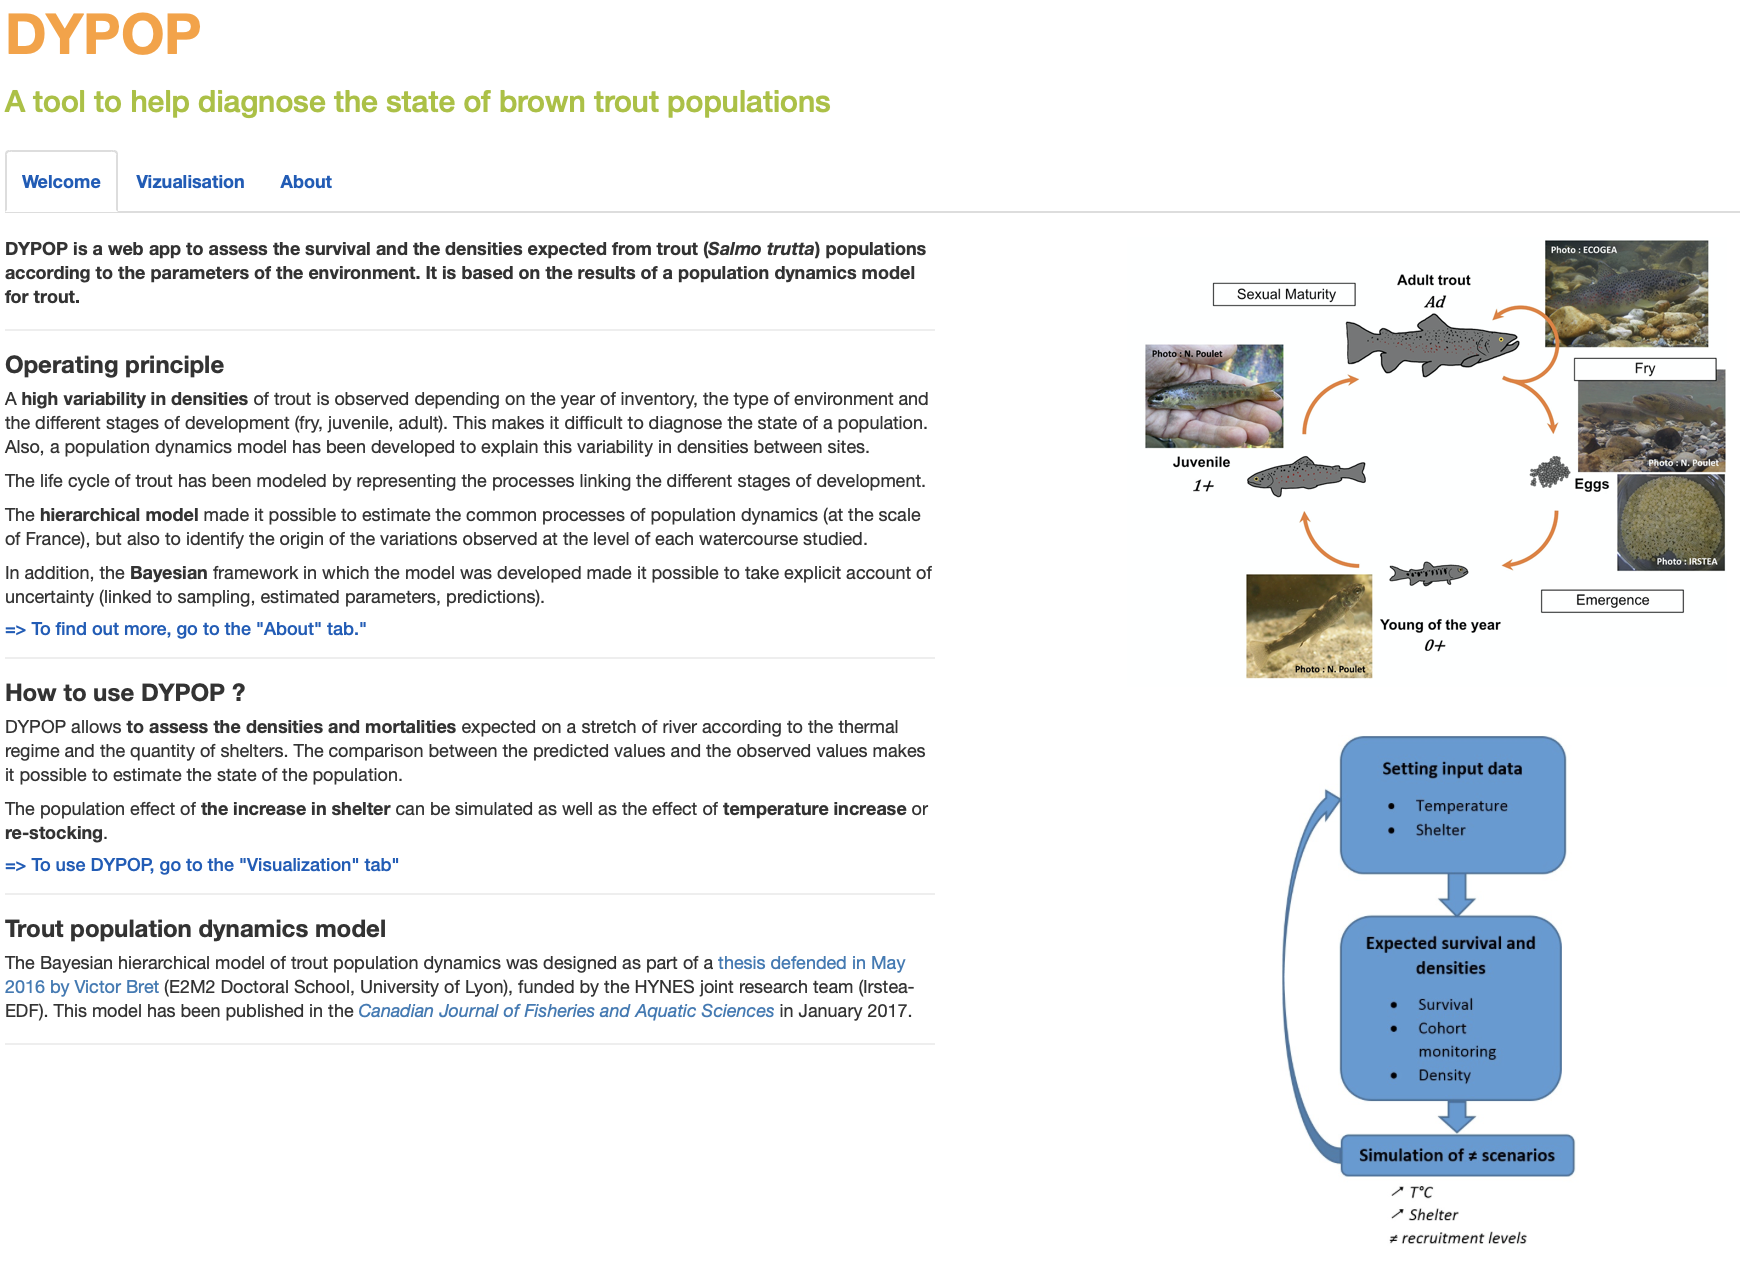 DYPOP
A tool to help diagnose the state of brown trout populations
Welcome
Vizualisation
About
DYPOP is a web app to assess the survival and the densities expected from trout (Salmo trutta) populations
according to the parameters of the environment. It is based on the results of a population dynamics model
for trout.
Operating principle
A high variability in densities of trout is observed depending on the year of inventory, the type of environment and
the different stages of development (fry, juvenile, adult). This makes it difficult to diagnose the state of a population.
Also, a population dynamics model has been developed to explain this variability in densities between sites.
The life cycle of trout has been modeled by representing the processes linking the different stages of development.
The hierarchical model made it possible to estimate the common processes of population dynamics (at the scale
of France), but also to identify the origin of the variations observed at the level of each watercourse studied.
In addition, the Bayesian framework in which the model was developed made it possible to take explicit account of
uncertainty (linked to sampling, estimated parameters, predictions).
=> To find out more, go to the "About" tab."
How to use DYPOP ?
DYPOP allows to assess the densities and mortalities expected on a stretch of river according to the thermal
regime and the quantity of shelters. The comparison between the predicted values and the observed values makes
it possible to estimate the state of the population.
The population effect of the increase in shelter can be simulated as well as the effect of temperature increase or
re-stocking.
=> To use DYPOP, go to the "Visualization" tab"
Trout population dynamics model
The Bayesian hierarchical model of trout population dynamics was designed as part of a thesis defended in May
2016 by Victor Bret (E2M2 Doctoral School, University of Lyon), funded by the HYNES joint research team (Irstea-
EDF). This model has been published in the Canadian Journal of Fisheries and Aquatic Sciences in January 2017.
Photo : ECOGEA
Adult trout
Ad
Sexual Maturity
Photo : N. Poulet
Fry
Photo : N. Poulet
Juvenile
1+
Eggs
Photo : IRSTEA
Emergence
Young of the year
0+
Photo : N. Poulet
Setting input data
• Temperature
• Shelter
Expected survival and
densities
• Survival
• Cohort
monitoring
• Density
Simulation of ≠ scenarios
↗ T°C
↗ Shelter
≠ recruitment levels